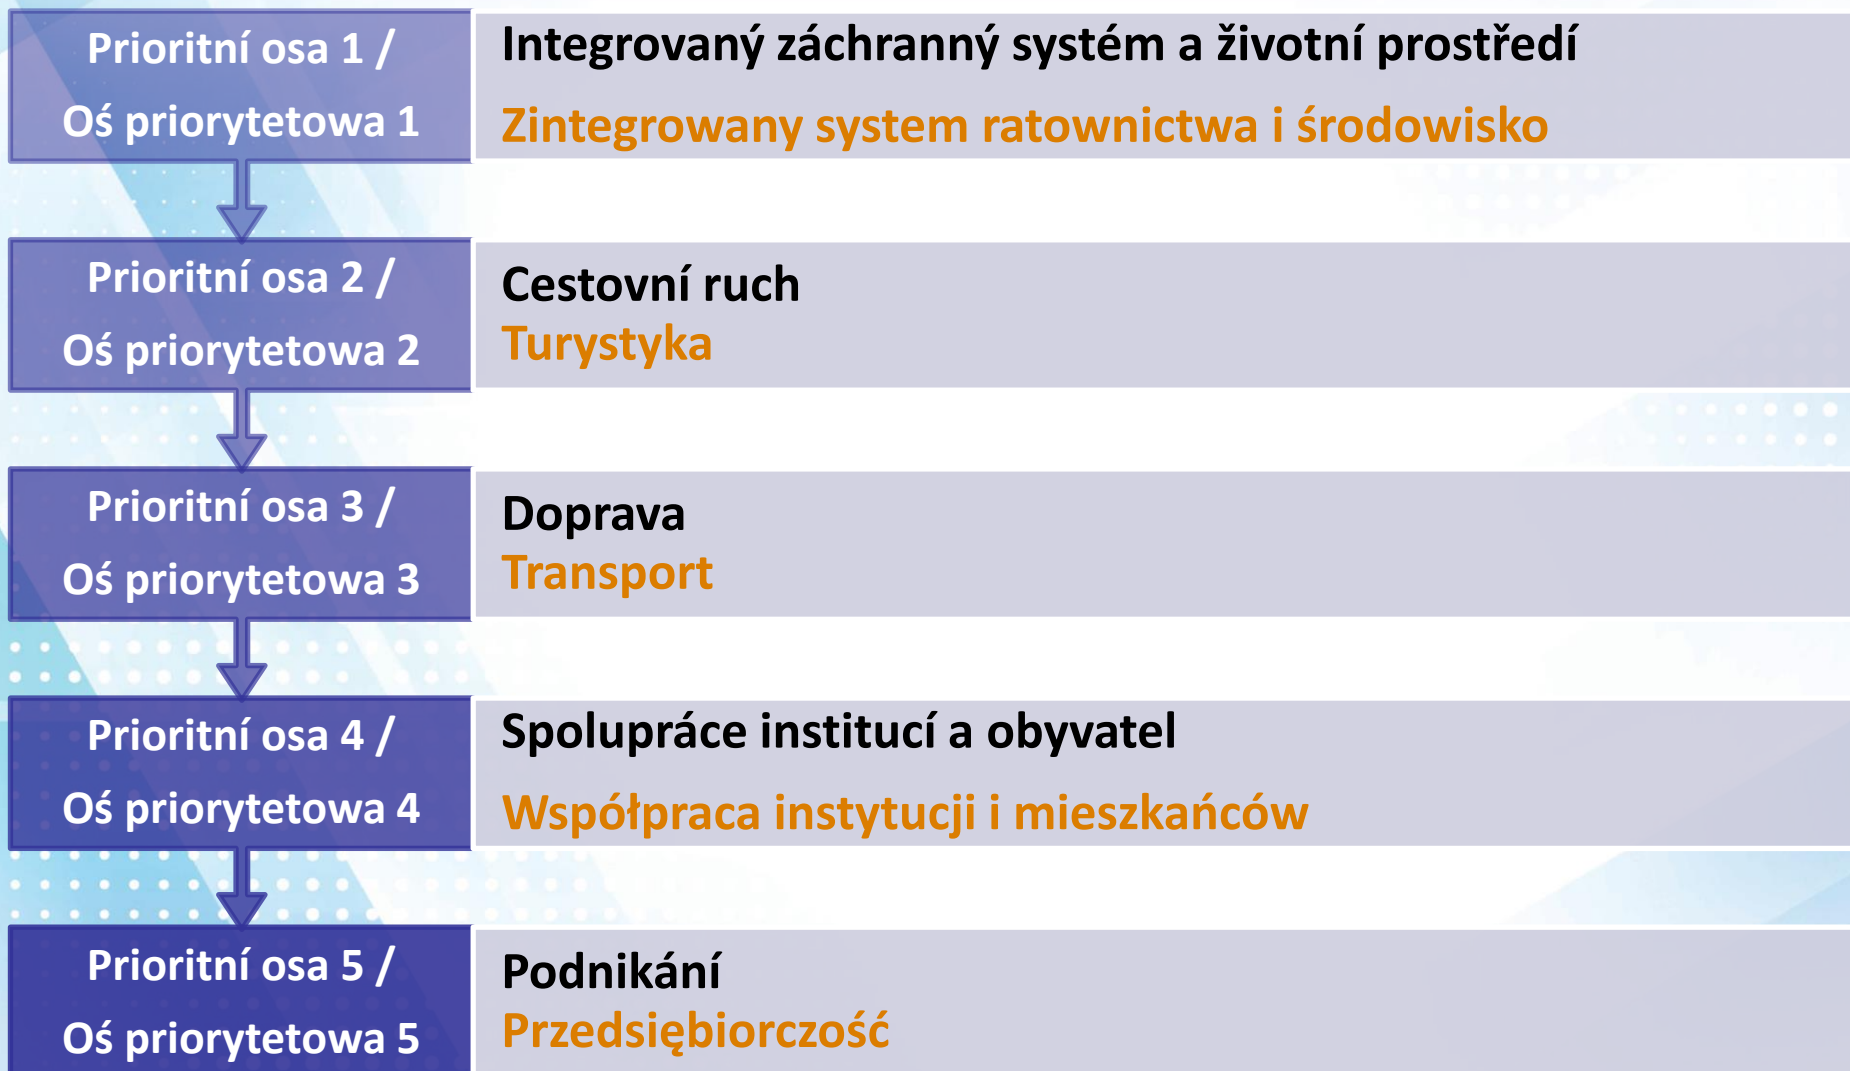 Prioritní osa 1 /
Oś priorytetowa 1
Integrovaný záchranný systém a životní prostředí
Zintegrowany system ratownictwa i środowisko
Prioritní osa 2 /
Oś priorytetowa 2
Cestovní ruch
Turystyka
Prioritní osa 3 /
Oś priorytetowa 3
Doprava
Transport
Prioritní osa 4 /
Oś priorytetowa 4
Spolupráce institucí a obyvatel
Współpraca instytucji i mieszkańców
Prioritní osa 5 /
Oś priorytetowa 5
Podnikání
Przedsiębiorczość